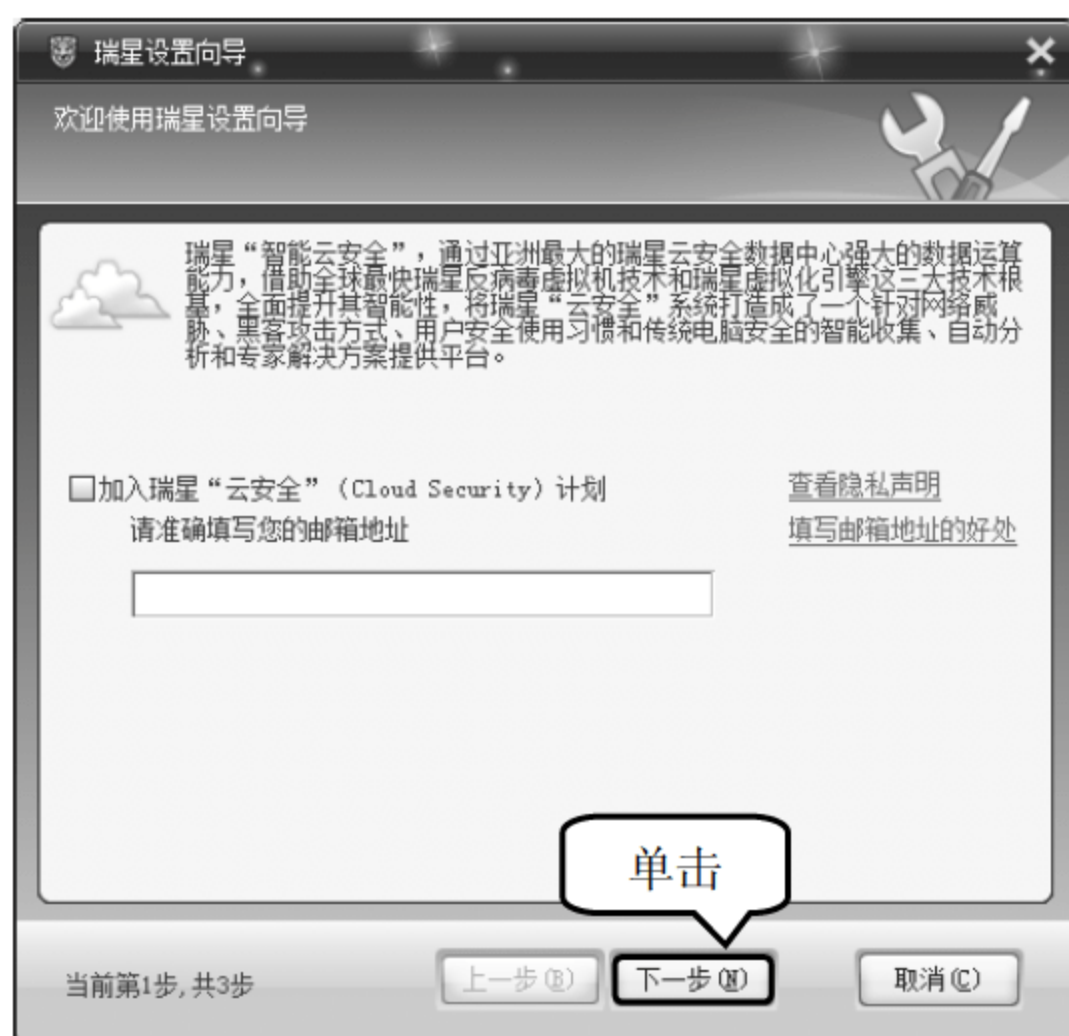 瑞星设置向导
欢迎使用瑞星设置向导
瑞星“智能云安全”，通过亚洲最大的瑞星云安全数据中心强大的数据运算
能力，借助全球最快瑞星反病毒虚拟机技术和瑞星虚拟化引擎这三大技术根
基，全面提升其智能性，将瑞星“云安全”系统打造成了一个针对网络威
胁、黑客攻击方式、用户安全使用习惯和传统电脑安全的智能收集、自动分
析和专家解决方案提供平台。
加入瑞星“云安全”(Cloud Security)计划
查看隐私声明
请准确填写您的邮箱地址
填写邮箱地址的好处
单击
当前第1步,共3步
上一步(B)
下一步(N)
取消(C)